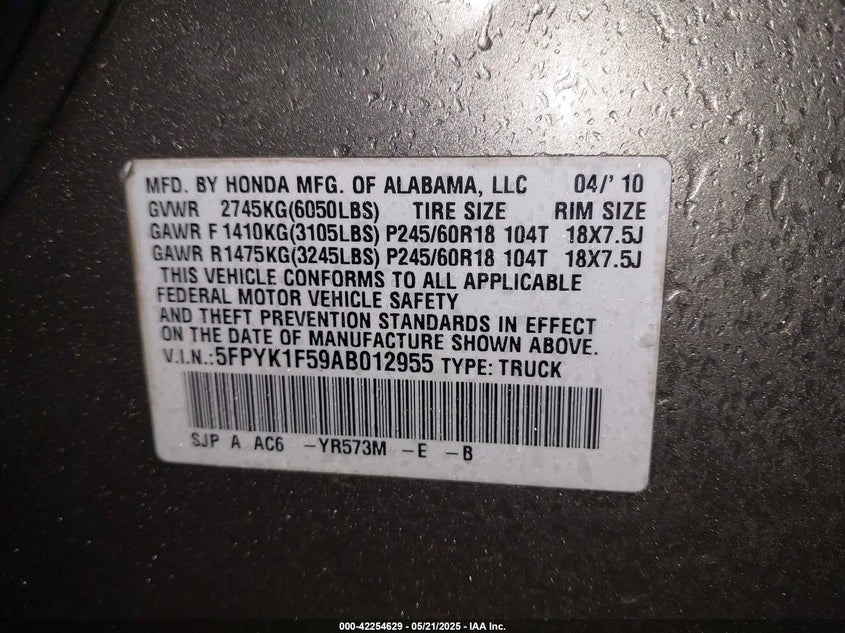 MFD. BY HONDA MFG. OF ALABAMA, LLC 04/' 10
GVWR 2745KG(6050LBS) TIRE SIZE RIM SIZE
GAWR F 1410KG(3105LBS) P245/60R18 104T 18X7.5J
GAWR R1475KG(3245LBS) P245/60R18 104T 18X7.5J
THIS VEHICLE CONFORMS TO ALL APPLICABLE
FEDERAL MOTOR VEHICLE SAFETY
AND THEFT PREVENTION STANDARDS IN EFFECT
ON THE DATE OF MANUFACTURE SHOWN ABOVE.
V.I.N.:5FPYK1F59AB012955 TYPE: TRUCK
SJP A AC6 -YR573M -E -B
000-42254629 - 05/21/2025 - IAA Inc.